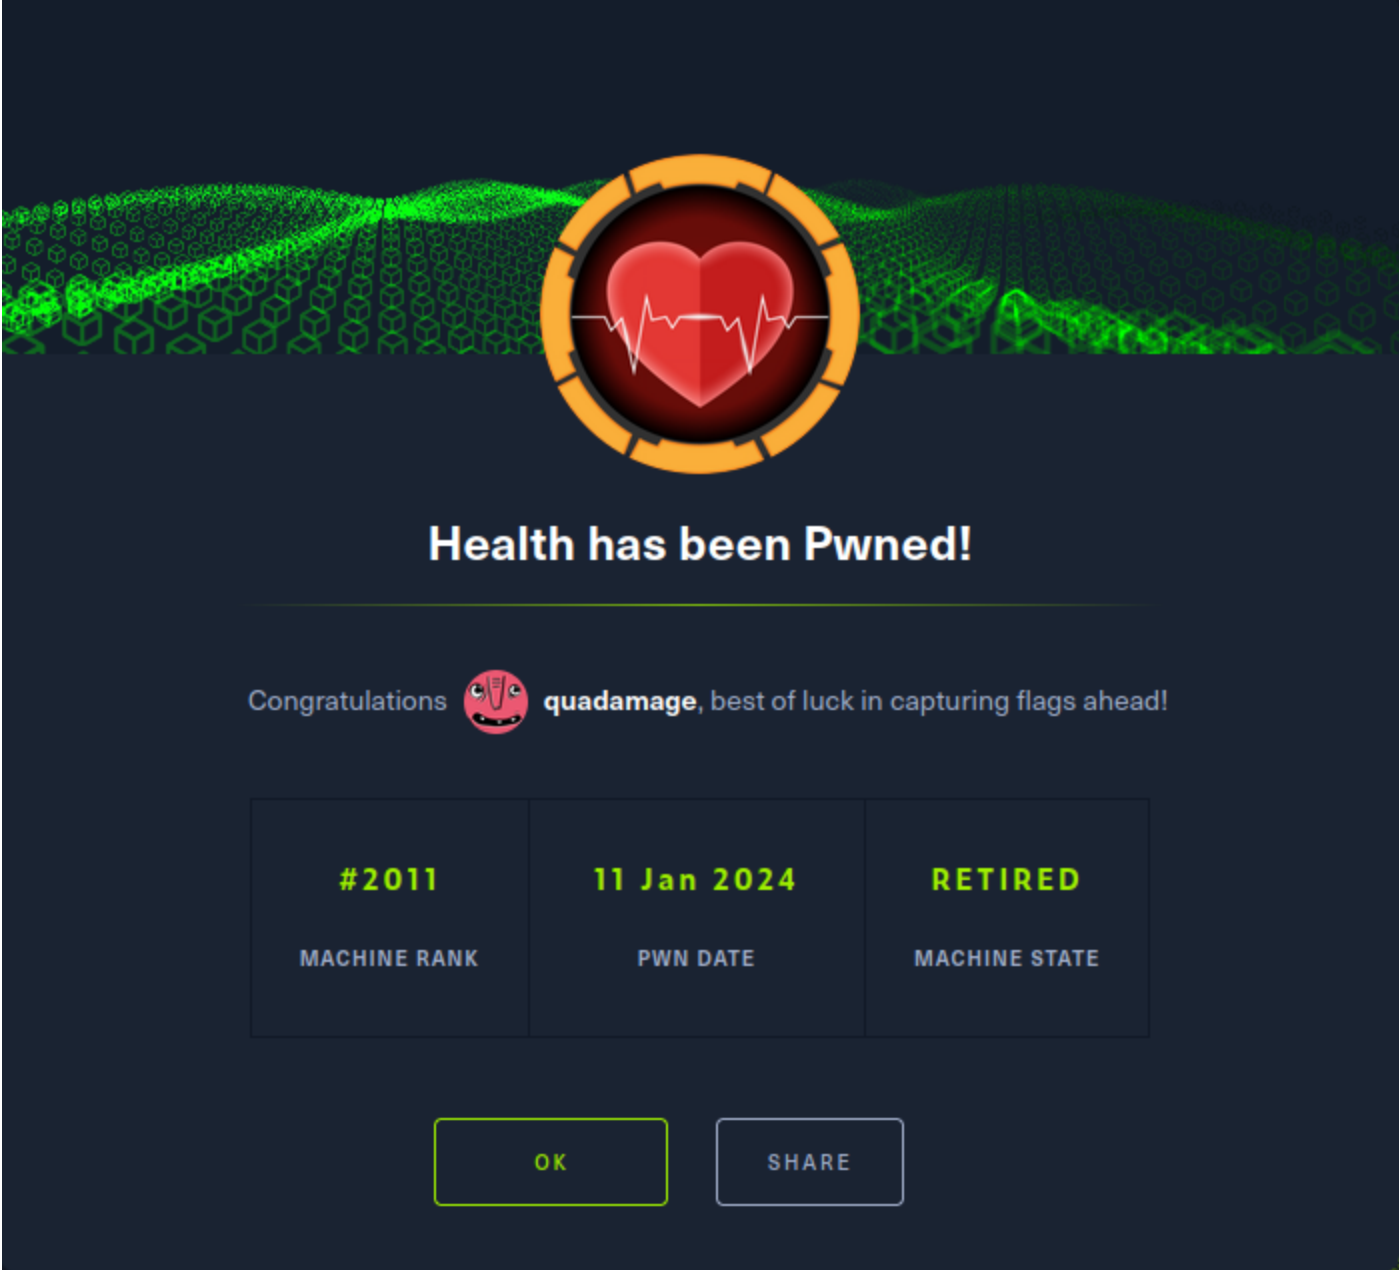 Health has been Pwned!
Congratulations quadamage, best of luck in capturing flags ahead!
#2011 11 Jan 2024 RETIRED
MACHINE RANK PWN DATE MACHINE STATE
OK SHARE